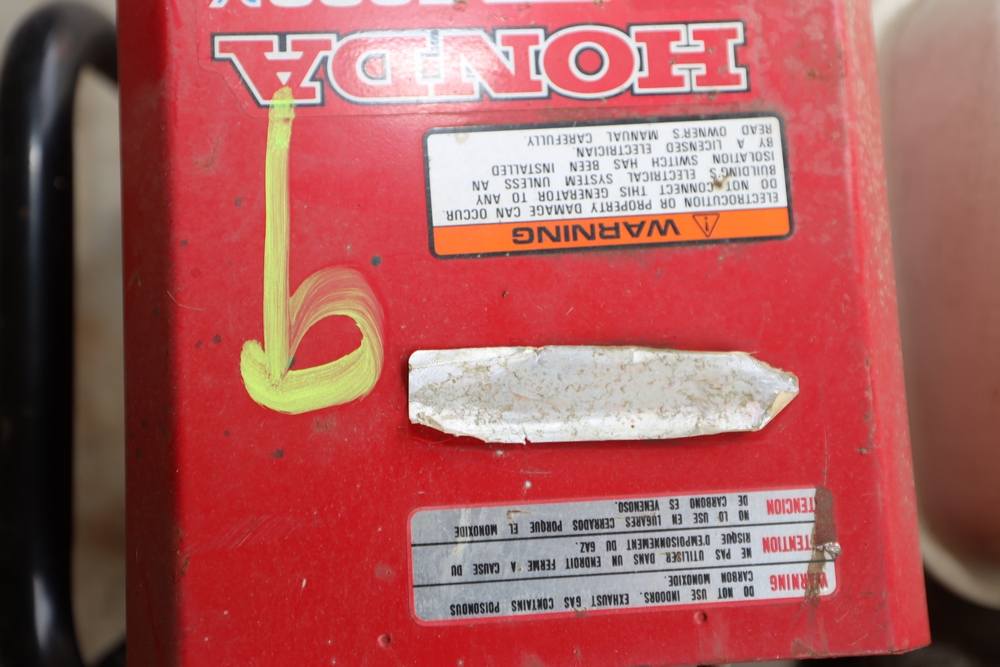 WARNING
DO NOT USE INDOORS. EXHAUST GAS CONTAINS POISONOUS
CARBON MONOXIDE.
TENTION
NE PAS UTILISER DANS UN ENDROIT FERME A CAUSE DU
RISQUE D'EMPOISONNEMENT DU GAZ.
TENCION
NO LO USE EN LUGARES CERRADOS PORQUE EL MONOXIDE
DE CARBONO ES VENENOSO.
WARNING
ELECTROCUTION OR PROPERTY DAMAGE CAN OCCUR.
DO NOT CONNECT THIS GENERATOR TO ANY
BUILDING'S ELECTRICAL SYSTEM UNLESS AN
ISOLATION SWITCH HAS BEEN INSTALLED
BY A LICENSED ELECTRICIAN.
READ OWNER'S MANUAL CAREFULLY.
HONDA